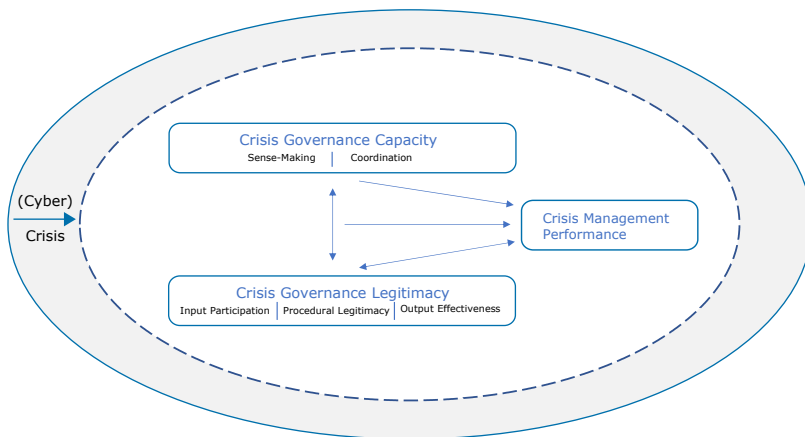 Crisis Governance Capacity
Sense-Making | Coordination
(Cyber)
Crisis
Crisis Management
Performance
Crisis Governance Legitimacy
Input Participation | Procedural Legitimacy | Output Effectiveness